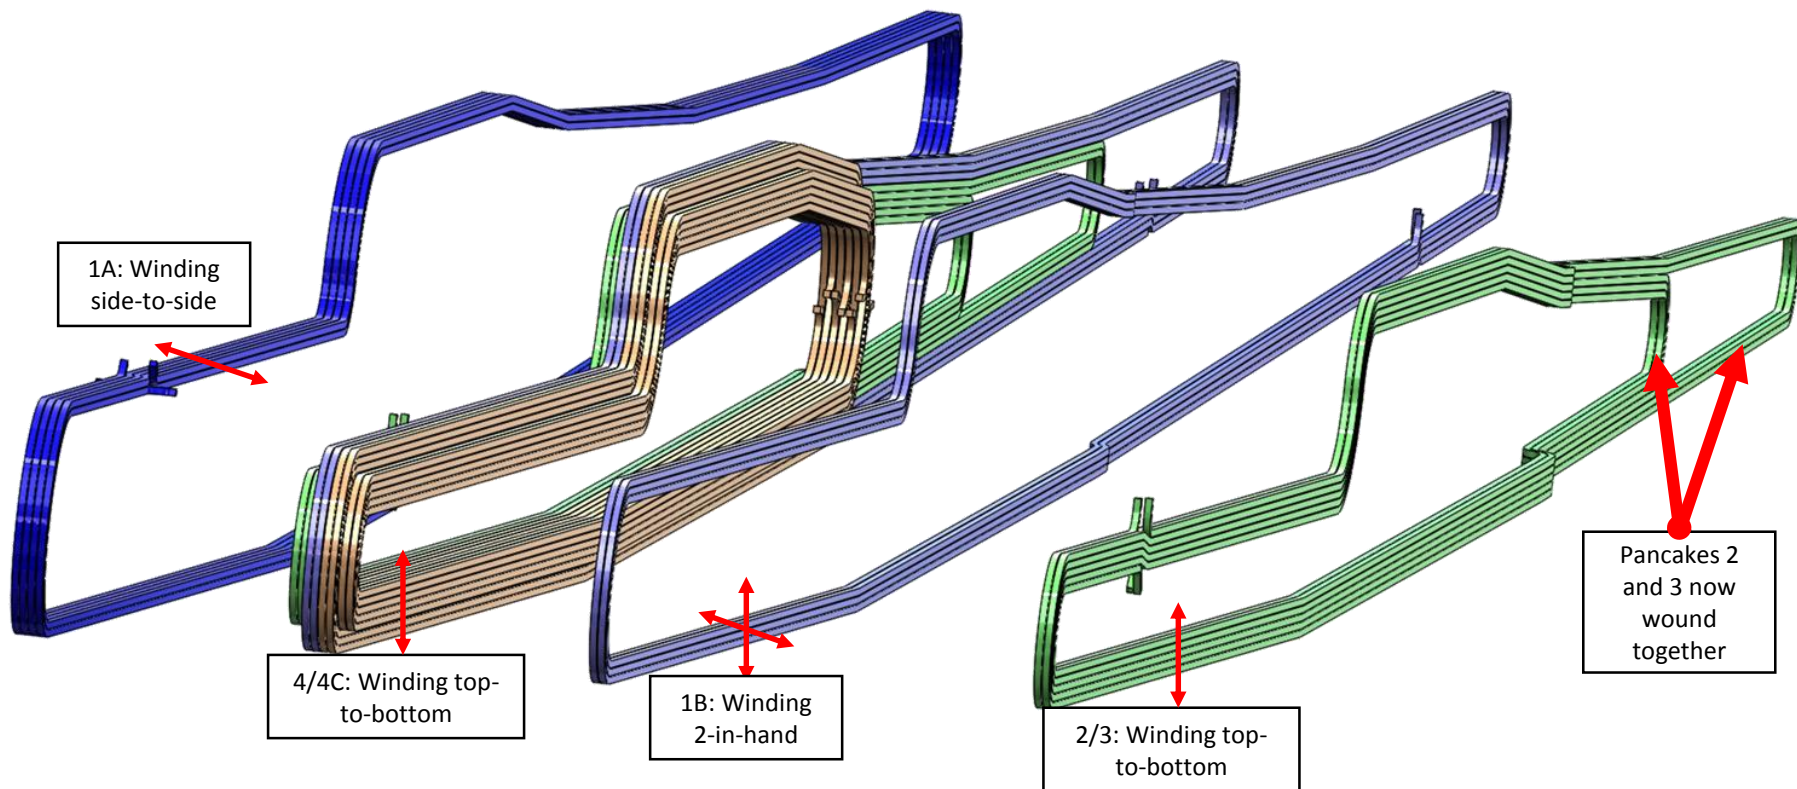 1A: Winding
side-to-side
4/4C: Winding top-
to-bottom
1B: Winding
2-in-hand
2/3: Winding top-
to-bottom
Pancakes 2
and 3 now
wound
together